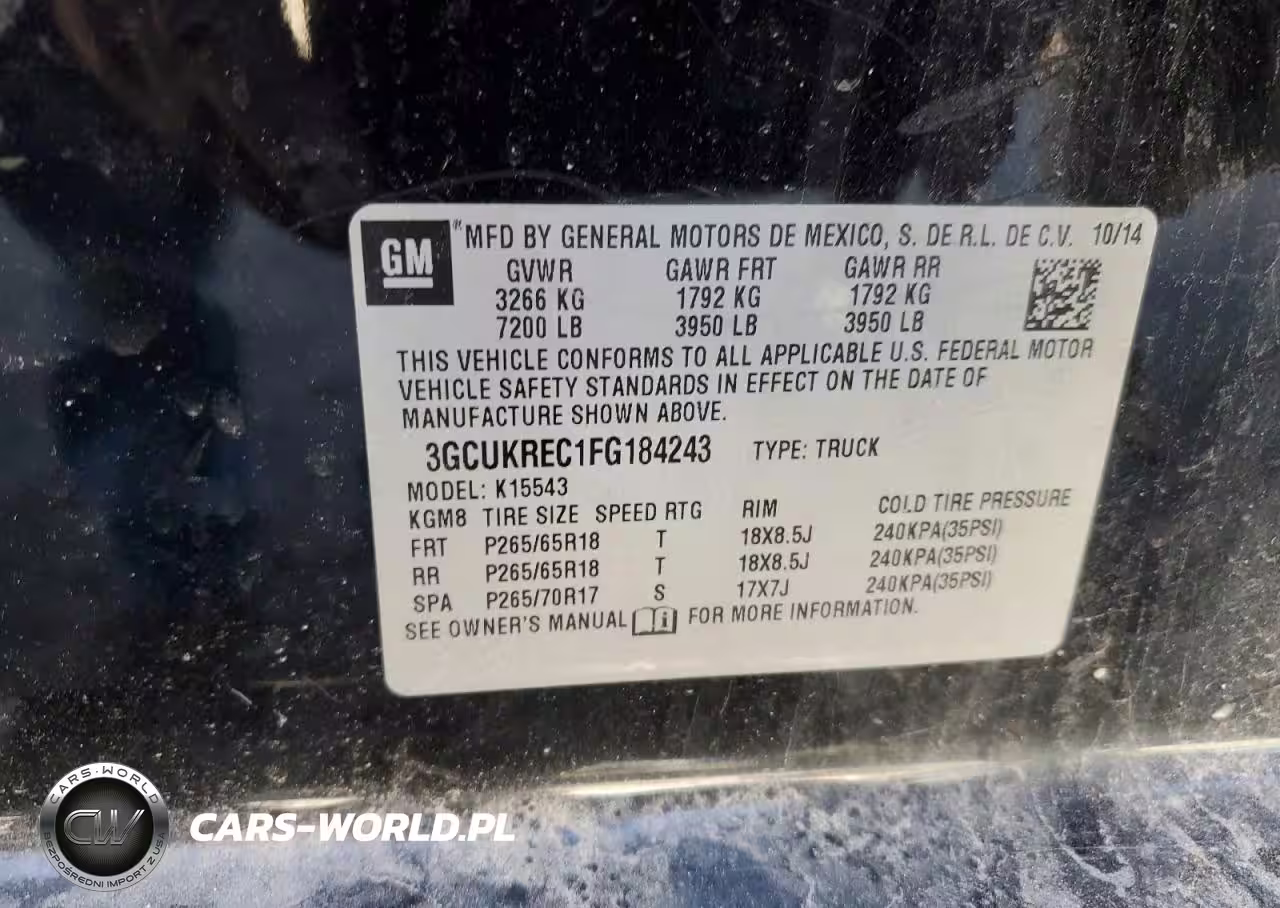 GM
MFD BY GENERAL MOTORS DE MEXICO, S. DE R.L. DE C.V. 10/14
GVWR GAWR FRT GAWR RR
3266 KG 1792 KG 1792 KG
7200 LB 3950 LB 3950 LB
THIS VEHICLE CONFORMS TO ALL APPLICABLE U.S. FEDERAL MOTOR
VEHICLE SAFETY STANDARDS IN EFFECT ON THE DATE OF
MANUFACTURE SHOWN ABOVE.
3GCUKREC1FG184243 TYPE: TRUCK
MODEL: K15543
KGM8 TIRE SIZE SPEED RTG RIM COLD TIRE PRESSURE
FRT P265/65R18 T 18X8.5J 240KPA(35PSI)
RR P265/65R18 T 18X8.5J 240KPA(35PSI)
SPA P265/70R17 S 17X7J 240KPA(35PSI)
SEE OWNER'S MANUAL FOR MORE INFORMATION.
CARS-WORLD
CW
BEZPOŚREDNI IMPORT Z USA
CARS-WORLD.PL